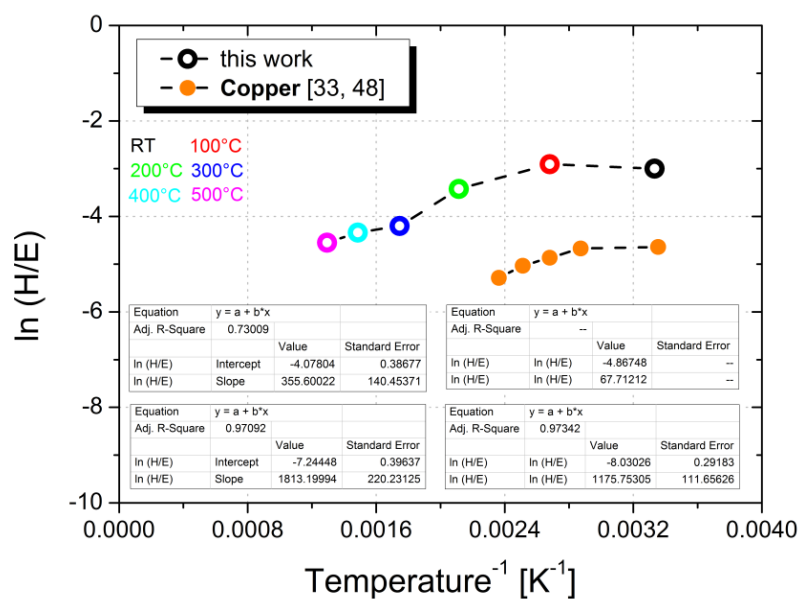 0
-2
-4
-6
-8
-10
ln (H/E)
this work
Copper [33, 48]
RT 100°C
200°C 300°C
400°C 500°C
Equation y = a + b*x
Adj. R-Square 0.73009
Value Standard Error
ln (H/E) Intercept -4.07804 0.38677
ln (H/E) Slope 355.60022 140.45371
Equation y = a + b*x
Adj. R-Square --
Value Standard Error
ln (H/E) ln (H/E) -4.86748 --
ln (H/E) ln (H/E) 67.71212 --
Equation y = a + b*x
Adj. R-Square 0.97092
Value Standard Error
ln (H/E) Intercept -7.24448 0.39637
ln (H/E) Slope 1813.19994 220.23125
Equation y = a + b*x
Adj. R-Square 0.97342
Value Standard Error
ln (H/E) ln (H/E) -8.03026 0.29183
ln (H/E) ln (H/E) 1175.75305 111.65626
0.0000 0.0008 0.0016 0.0024 0.0032 0.0040
Temperature⁻¹ [K⁻¹]